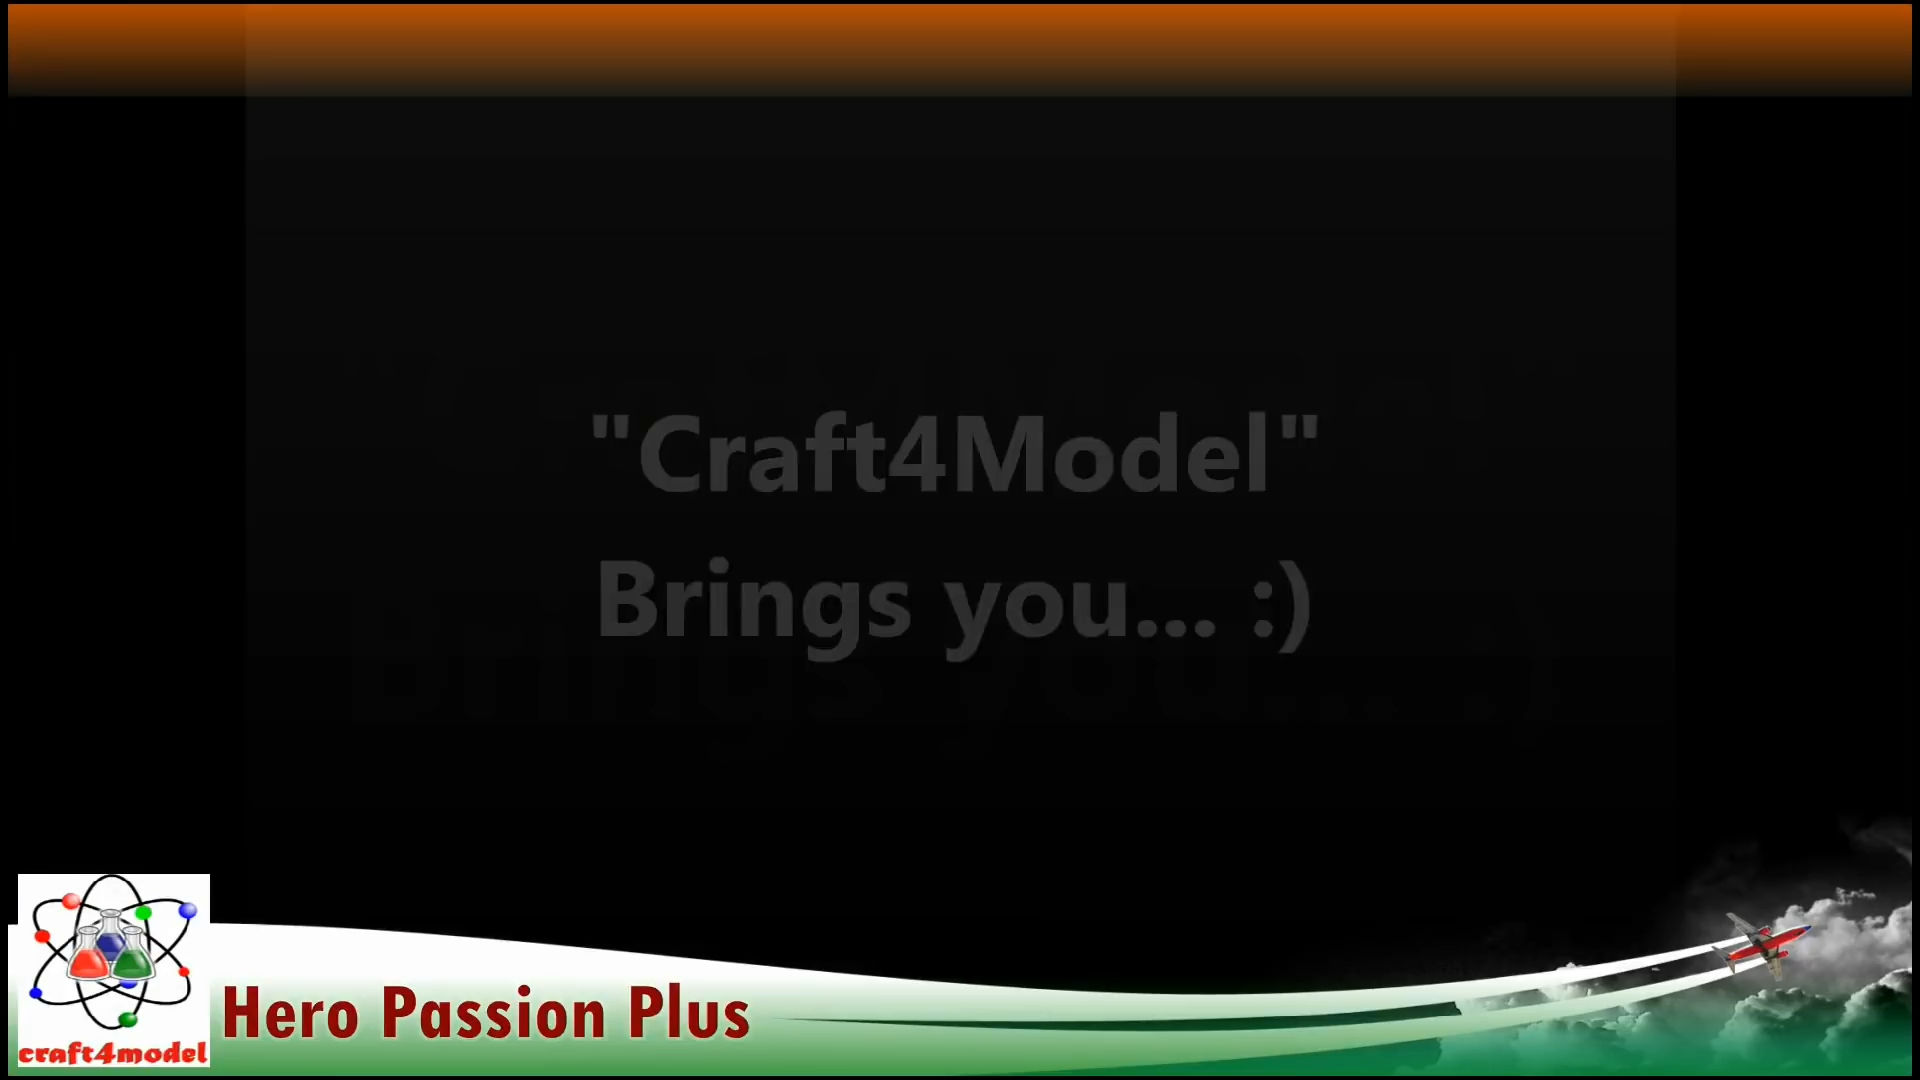 "Craft4Model"
Brings you... :)
Hero Passion Plus
craft4model